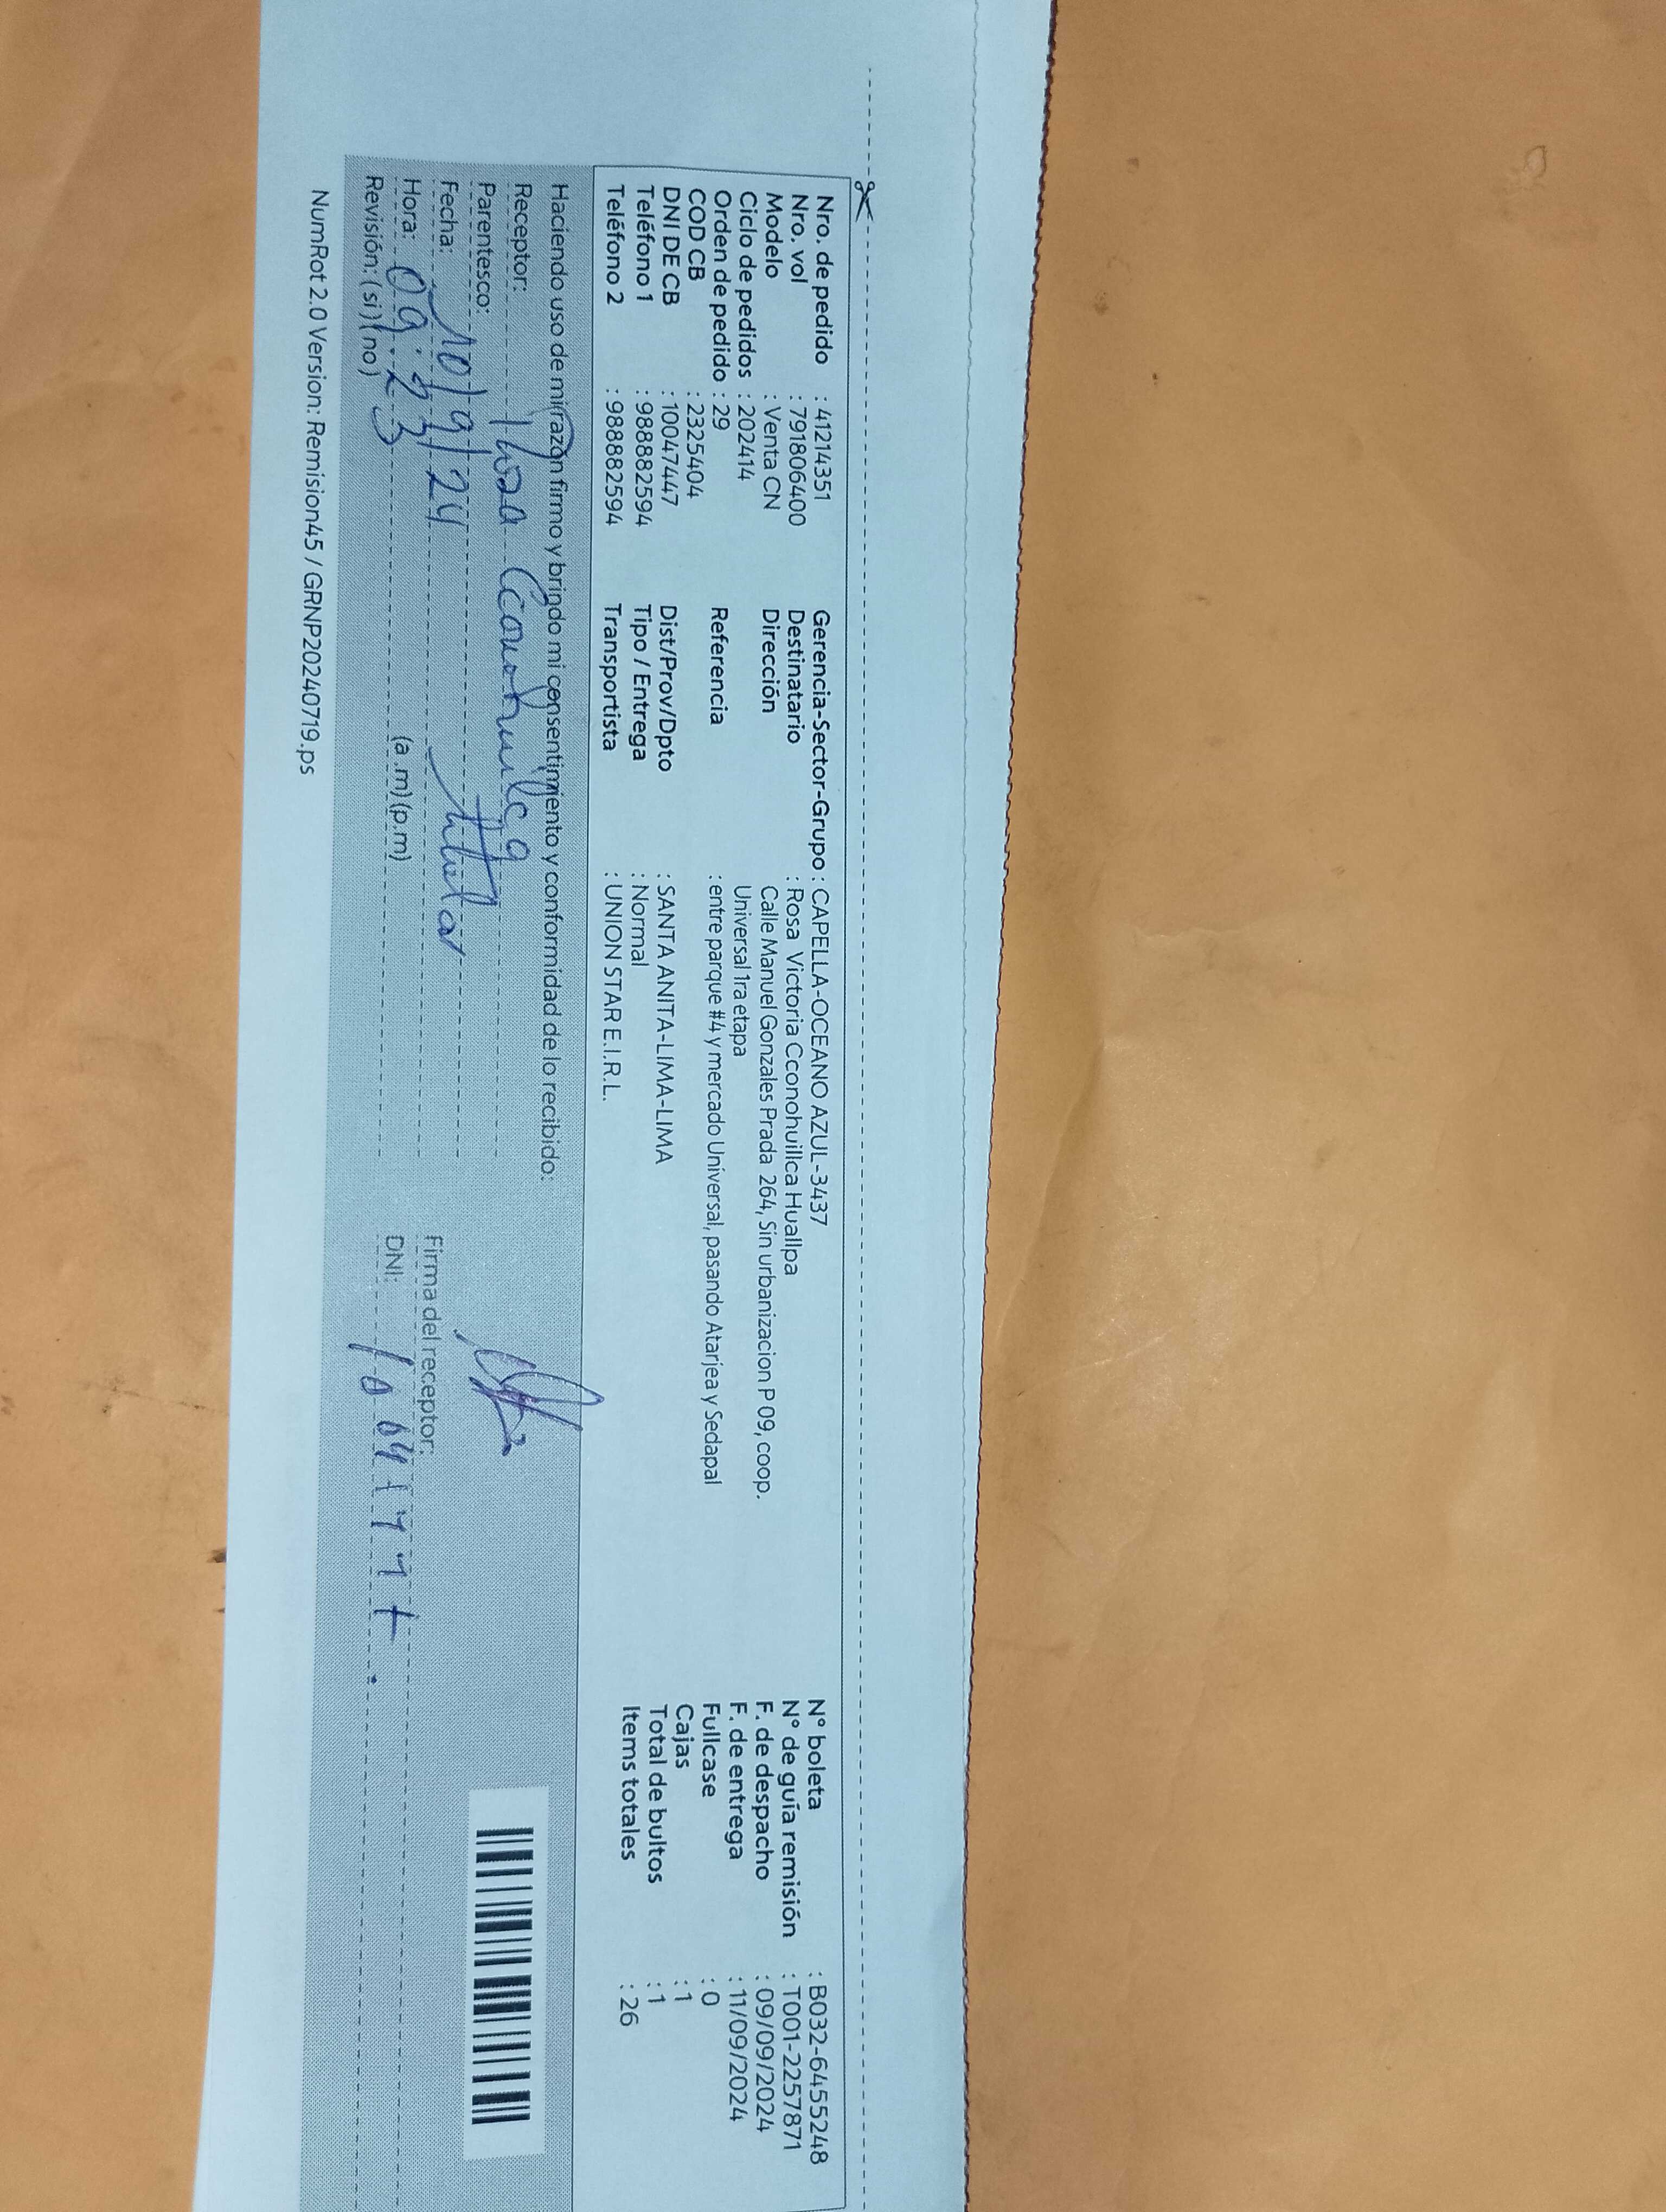 Nro. de pedido : 41214351
Nro. vol : 791806400
Modelo : Venta CN
Ciclo de pedidos : 202414
Orden de pedido : 29
COD CB : 2325404
DNI DE CB : 10047447
Teléfono 1 : 988882594
Teléfono 2 : 988882594
Gerencia-Sector-Grupo : CAPELLA-OCEANO AZUL-3437
Destinatario : Rosa Victoria Cconohuillca Huallpa
Dirección Calle Manuel Gonzales Prada 264, Sin urbanizacion P 09, coop.
Universal 1ra etapa
Referencia : entre parque #4 y mercado Universal, pasando Atarjea y Sedapal
Dist/Prov/Dpto : SANTA ANITA-LIMA-LIMA
Tipo / Entrega : Normal
Transportista : UNION STAR E.I.R.L.
N° boleta : B032-6455248
N° de guía remisión : T001-2257871
F. de despacho : 09/09/2024
F. de entrega : 11/09/2024
Fullcase : 0
Cajas : 1
Total de bultos : 1
Items totales : 26
Haciendo uso de mi razón firmo y brindo mi consentimiento y conformidad de lo recibido:
Receptor:
Parentesco: titular
Fecha: 10/9/24
Hora: 09:23 (a.m)(p.m)
Revisión: (si)(no)
Firma del receptor:
DNI:
NumRot 2.0 Version: Remision45 / GRNP20240719.ps